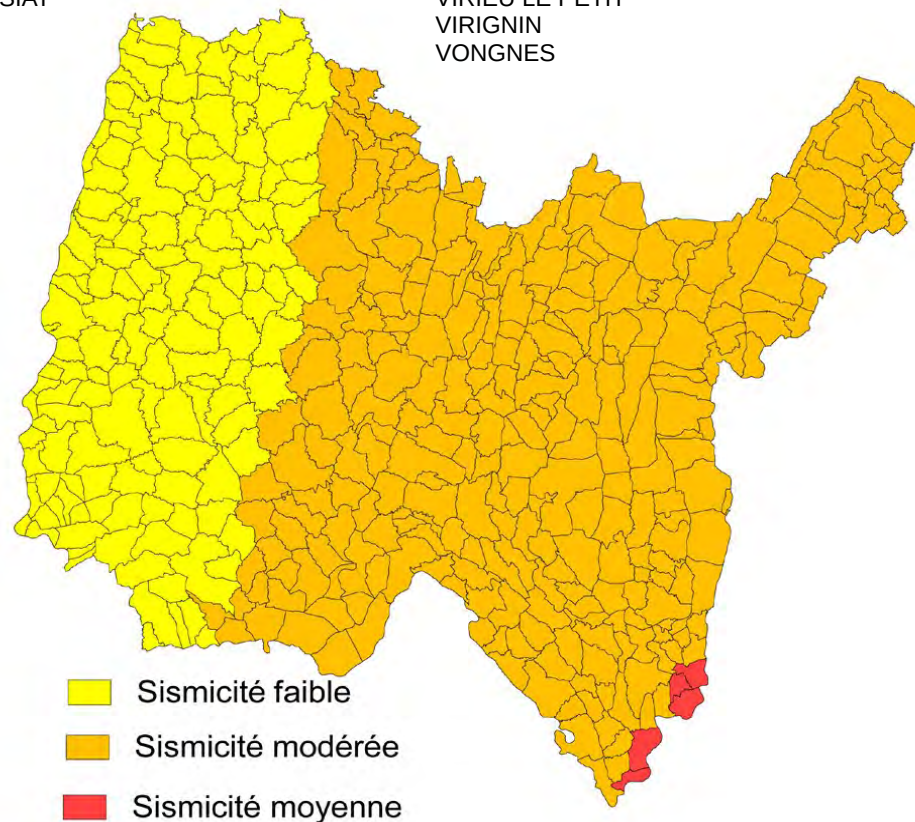 VIRIGNIN
VONGNES
Sismicité faible
Sismicité modérée
Sismicité moyenne